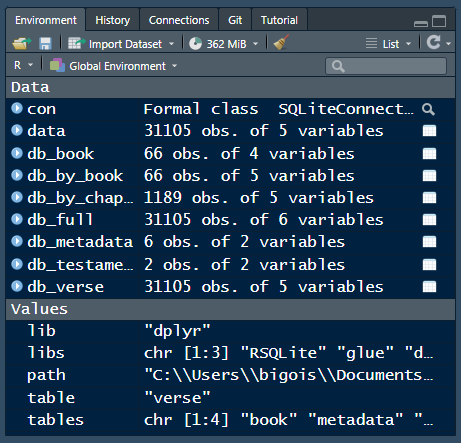 Environment History Connections Git Tutorial
Import Dataset 362 MiB List
R Global Environment
Data
con Formal class SQLiteConnect…
data 31105 obs. of 5 variables
db_book 66 obs. of 4 variables
db_by_book 66 obs. of 5 variables
db_by_chap… 1189 obs. of 5 variables
db_full 31105 obs. of 6 variables
db_metadata 6 obs. of 2 variables
db_testame… 2 obs. of 2 variables
db_verse 31105 obs. of 5 variables
Values
lib "dplyr"
libs chr [1:3] "RSQLite" "glue" "d…
path "C:\\Users\\bigois\\Documents…
table "verse"
tables chr [1:4] "book" "metadata" "…